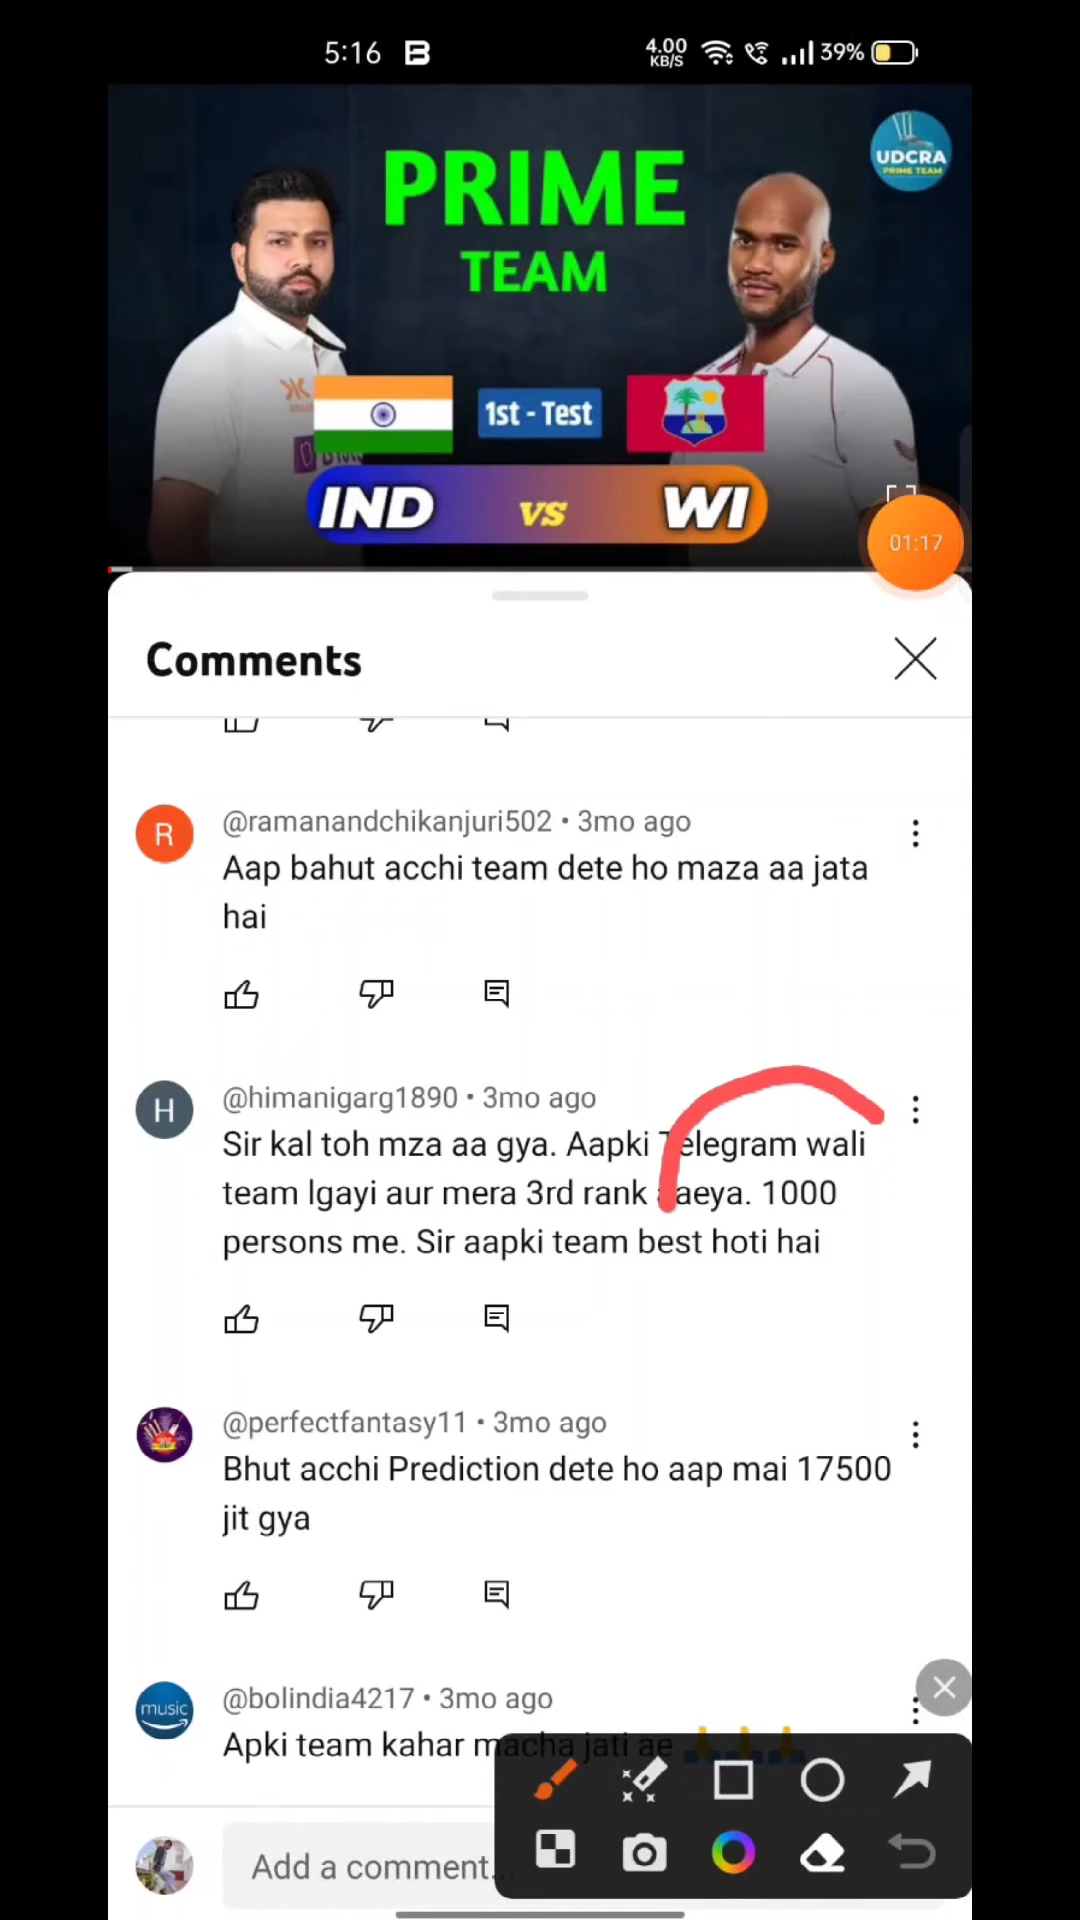 5:16
4.00
KB/S
39%
UDCRA
PRIME TEAM
PRIME
TEAM
1st - Test
IND vs WI
01:17
Comments
R
@ramanandchikanjuri502 • 3mo ago
Aap bahut acchi team dete ho maza aa jata
hai
H
@himanigarg1890 • 3mo ago
Sir kal toh mza aa gya. Aapki Telegram wali
team lgayi aur mera 3rd rank aaeya. 1000
persons me. Sir aapki team best hoti hai
@perfectfantasy11 • 3mo ago
Bhut acchi Prediction dete ho aap mai 17500
jit gya
music
@bolindia4217 • 3mo ago
Apki team kahar macha jati ae 🙏🙏🙏
Add a comment...